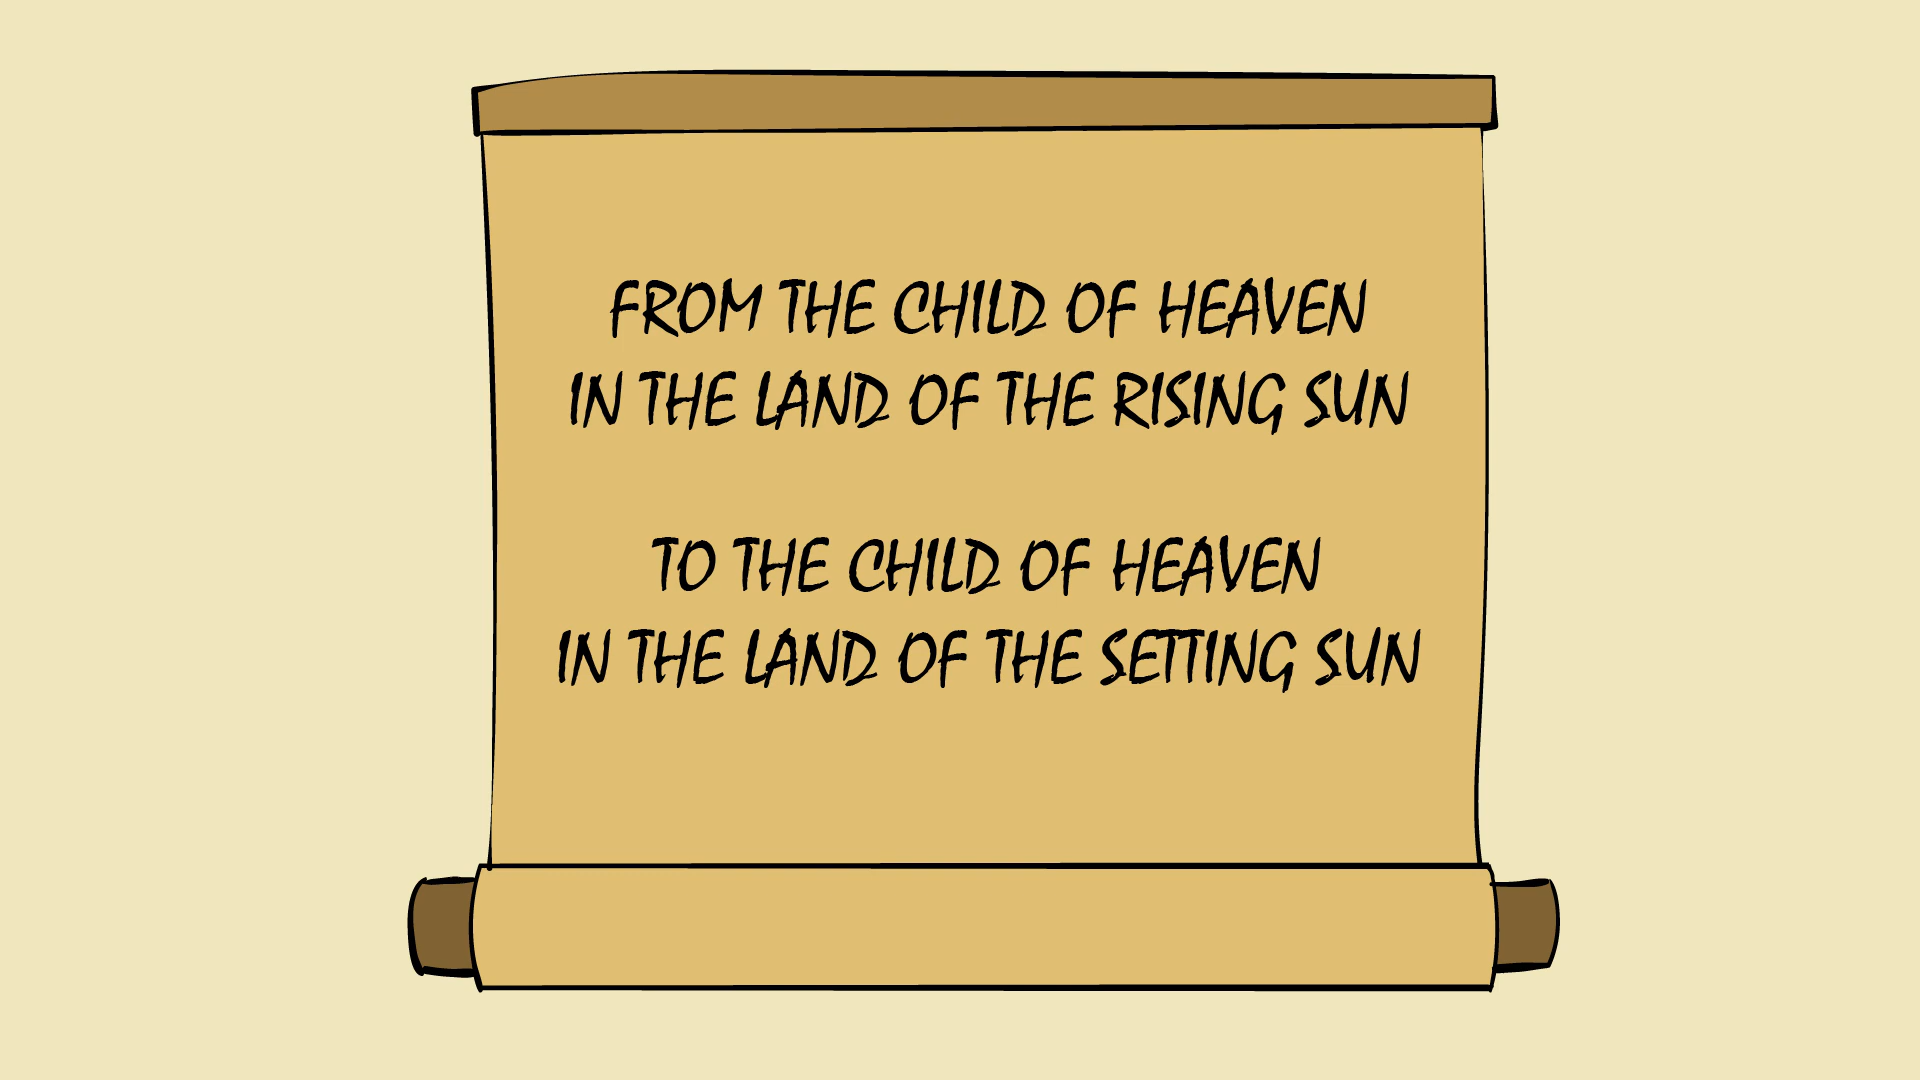 FROM THE CHILD OF HEAVEN
IN THE LAND OF THE RISING SUN
TO THE CHILD OF HEAVEN
IN THE LAND OF THE SETTING SUN